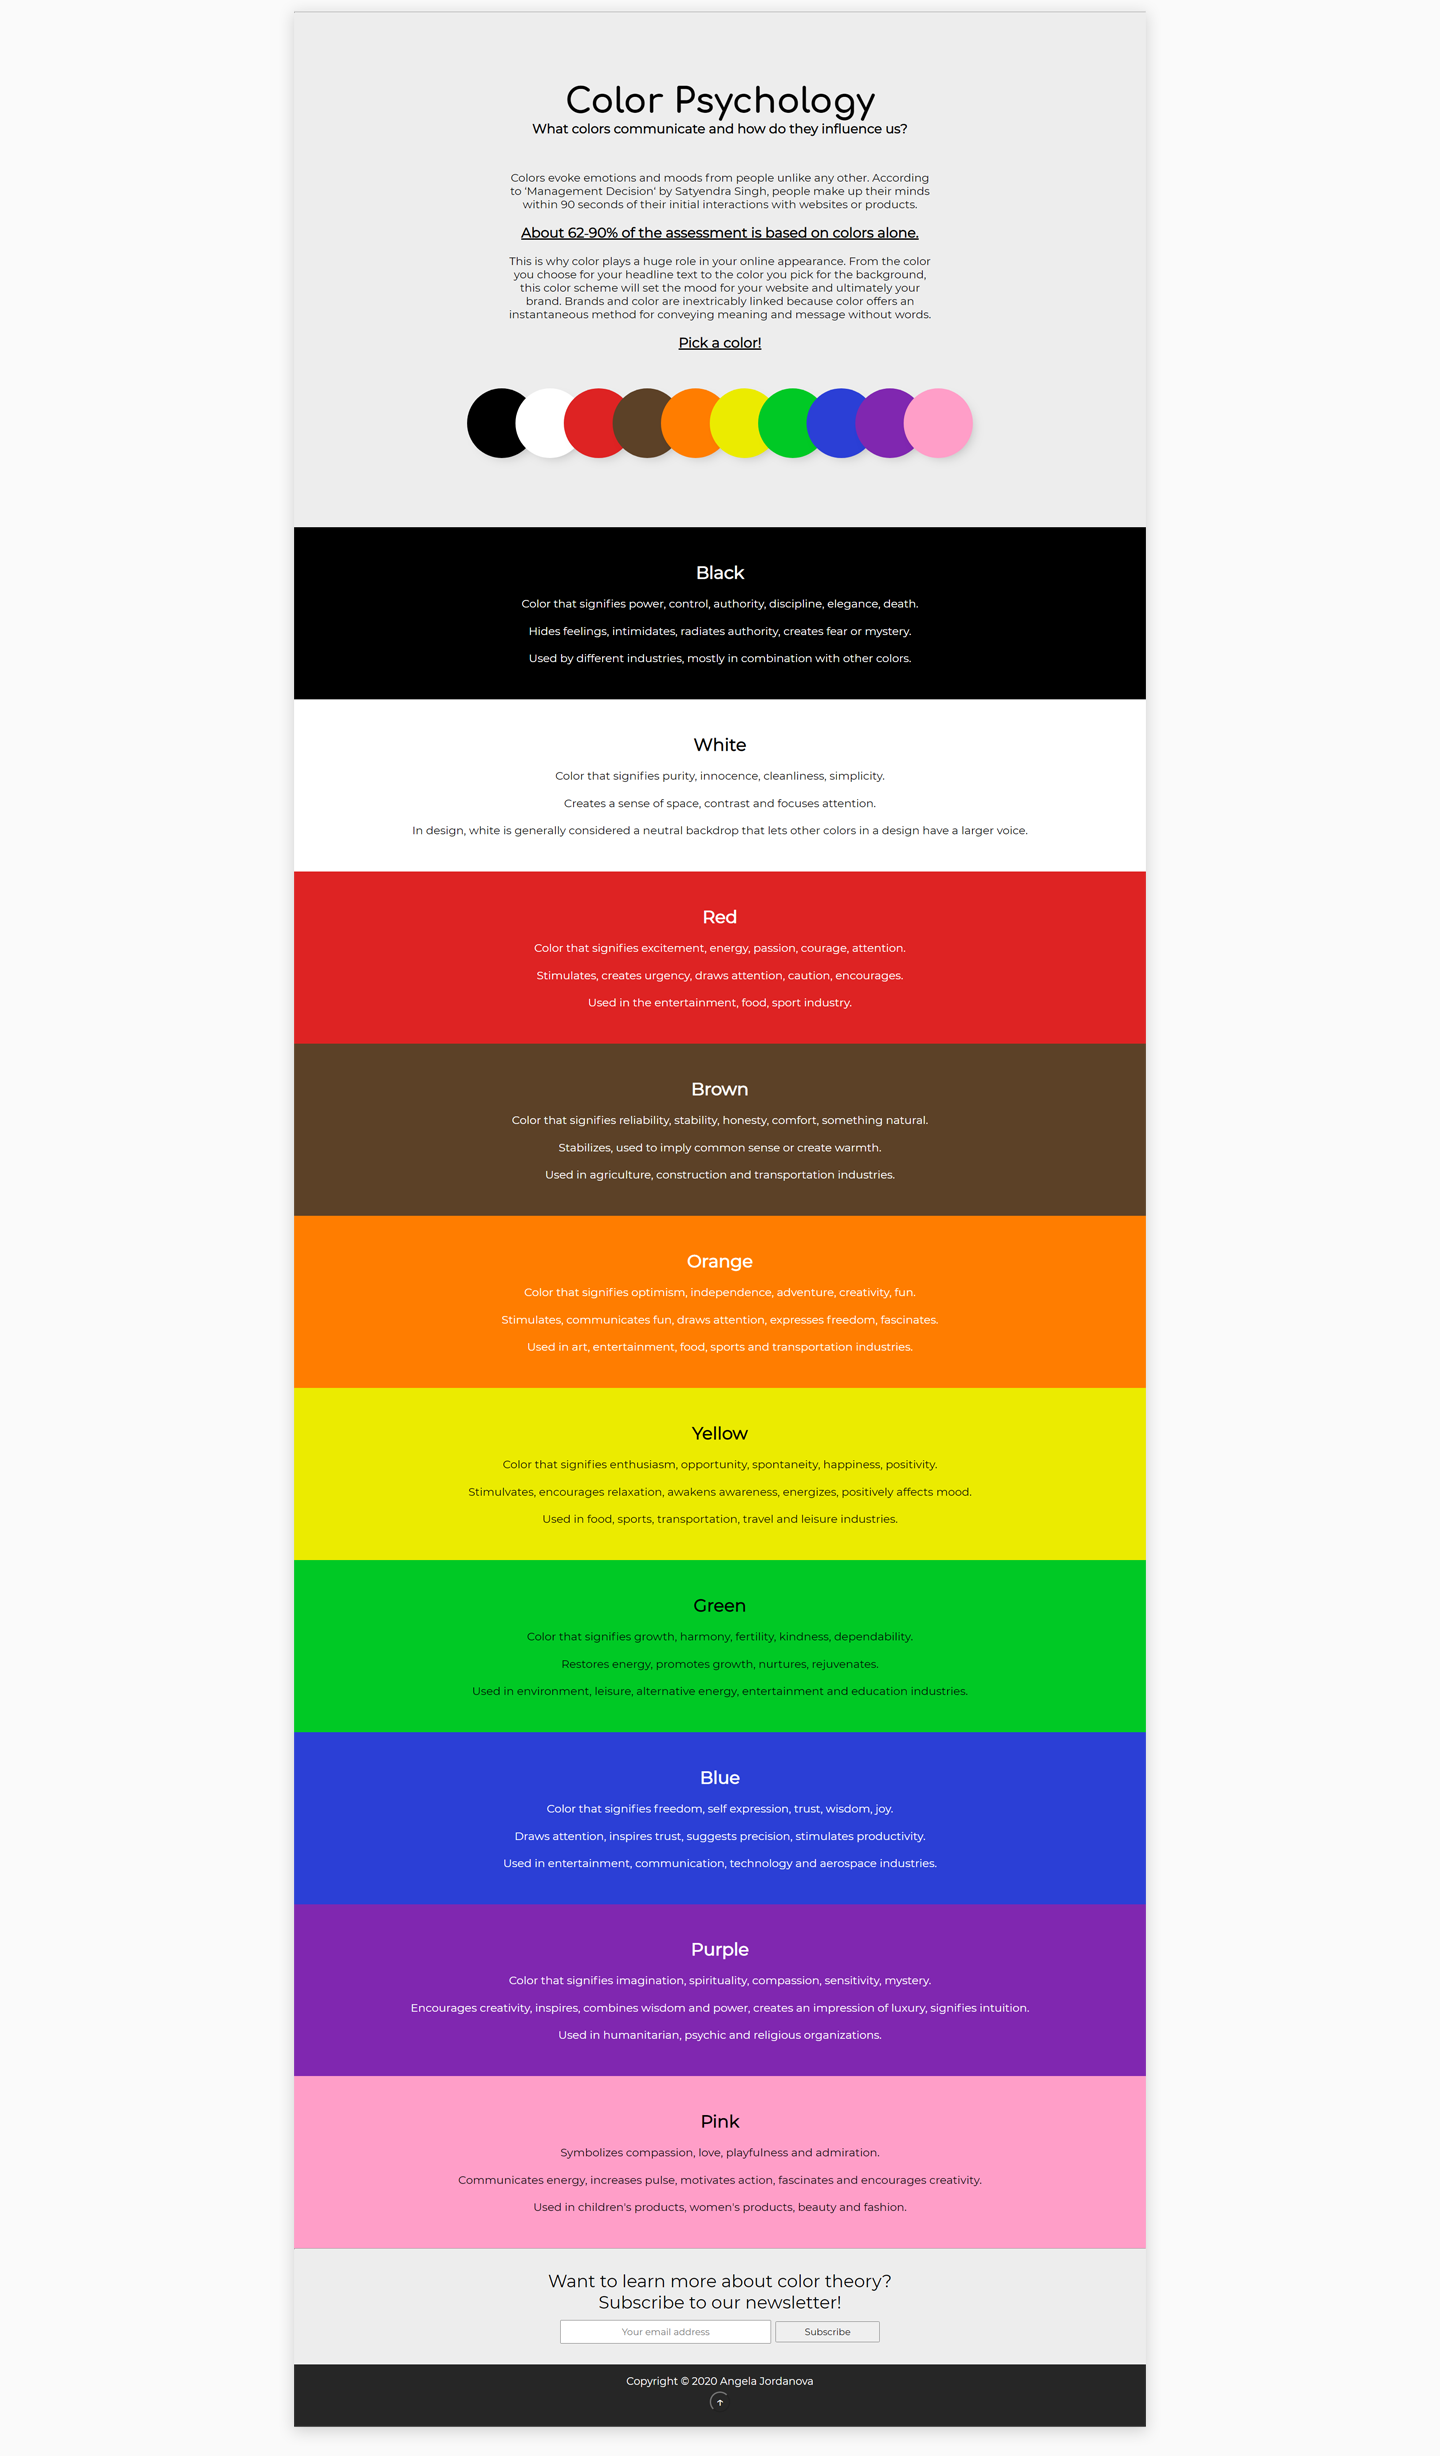 Color Psychology
What colors communicate and how do they influence us?
Colors evoke emotions and moods from people unlike any other. According
to 'Management Decision' by Satyendra Singh, people make up their minds
within 90 seconds of their initial interactions with websites or products.
About 62-90% of the assessment is based on colors alone.
This is why color plays a huge role in your online appearance. From the color
you choose for your headline text to the color you pick for the background,
this color scheme will set the mood for your website and ultimately your
brand. Brands and color are inextricably linked because color offers an
instantaneous method for conveying meaning and message without words.
Pick a color!
Black
Color that signifies power, control, authority, discipline, elegance, death.
Hides feelings, intimidates, radiates authority, creates fear or mystery.
Used by different industries, mostly in combination with other colors.
White
Color that signifies purity, innocence, cleanliness, simplicity.
Creates a sense of space, contrast and focuses attention.
In design, white is generally considered a neutral backdrop that lets other colors in a design have a larger voice.
Red
Color that signifies excitement, energy, passion, courage, attention.
Stimulates, creates urgency, draws attention, caution, encourages.
Used in the entertainment, food, sport industry.
Brown
Color that signifies reliability, stability, honesty, comfort, something natural.
Stabilizes, used to imply common sense or create warmth.
Used in agriculture, construction and transportation industries.
Orange
Color that signifies optimism, independence, adventure, creativity, fun.
Stimulates, communicates fun, draws attention, expresses freedom, fascinates.
Used in art, entertainment, food, sports and transportation industries.
Yellow
Color that signifies enthusiasm, opportunity, spontaneity, happiness, positivity.
Stimulvates, encourages relaxation, awakens awareness, energizes, positively affects mood.
Used in food, sports, transportation, travel and leisure industries.
Green
Color that signifies growth, harmony, fertility, kindness, dependability.
Restores energy, promotes growth, nurtures, rejuvenates.
Used in environment, leisure, alternative energy, entertainment and education industries.
Blue
Color that signifies freedom, self expression, trust, wisdom, joy.
Draws attention, inspires trust, suggests precision, stimulates productivity.
Used in entertainment, communication, technology and aerospace industries.
Purple
Color that signifies imagination, spirituality, compassion, sensitivity, mystery.
Encourages creativity, inspires, combines wisdom and power, creates an impression of luxury, signifies intuition.
Used in humanitarian, psychic and religious organizations.
Pink
Symbolizes compassion, love, playfulness and admiration.
Communicates energy, increases pulse, motivates action, fascinates and encourages creativity.
Used in children's products, women's products, beauty and fashion.
Want to learn more about color theory?
Subscribe to our newsletter!
Your email address
Subscribe
Copyright © 2020 Angela Jordanova